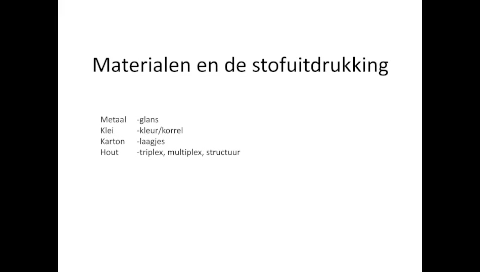 Materialen en de stofuitdrukking
Metaal -glans
Klei -kleur/korrel
Karton -laagjes
Hout -triplex, multiplex, structuur